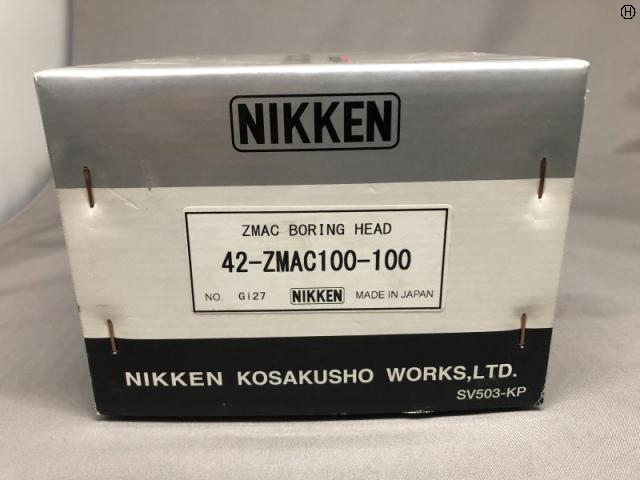 H
NIKKEN
ZMAC BORING HEAD
42-ZMAC100-100
NO. Gi27 NIKKEN MADE IN JAPAN
NIKKEN KOSAKUSHO WORKS,LTD.
SV503-KP